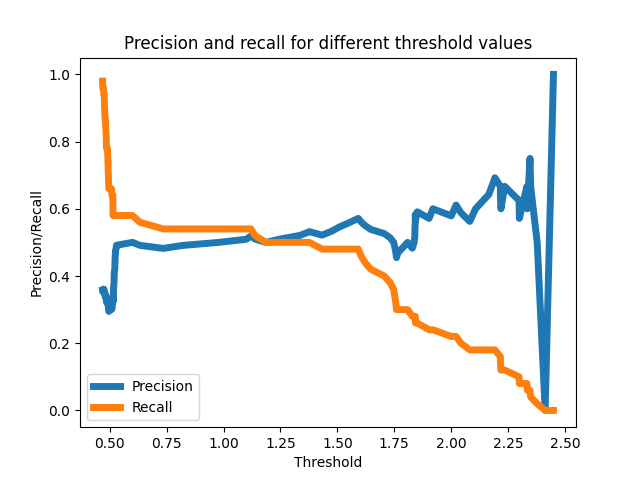 Precision and recall for different threshold values
1.0
0.8
0.6
0.4
0.2
0.0
Precision/Recall
Precision
Recall
0.50 0.75 1.00 1.25 1.50 1.75 2.00 2.25 2.50
Threshold